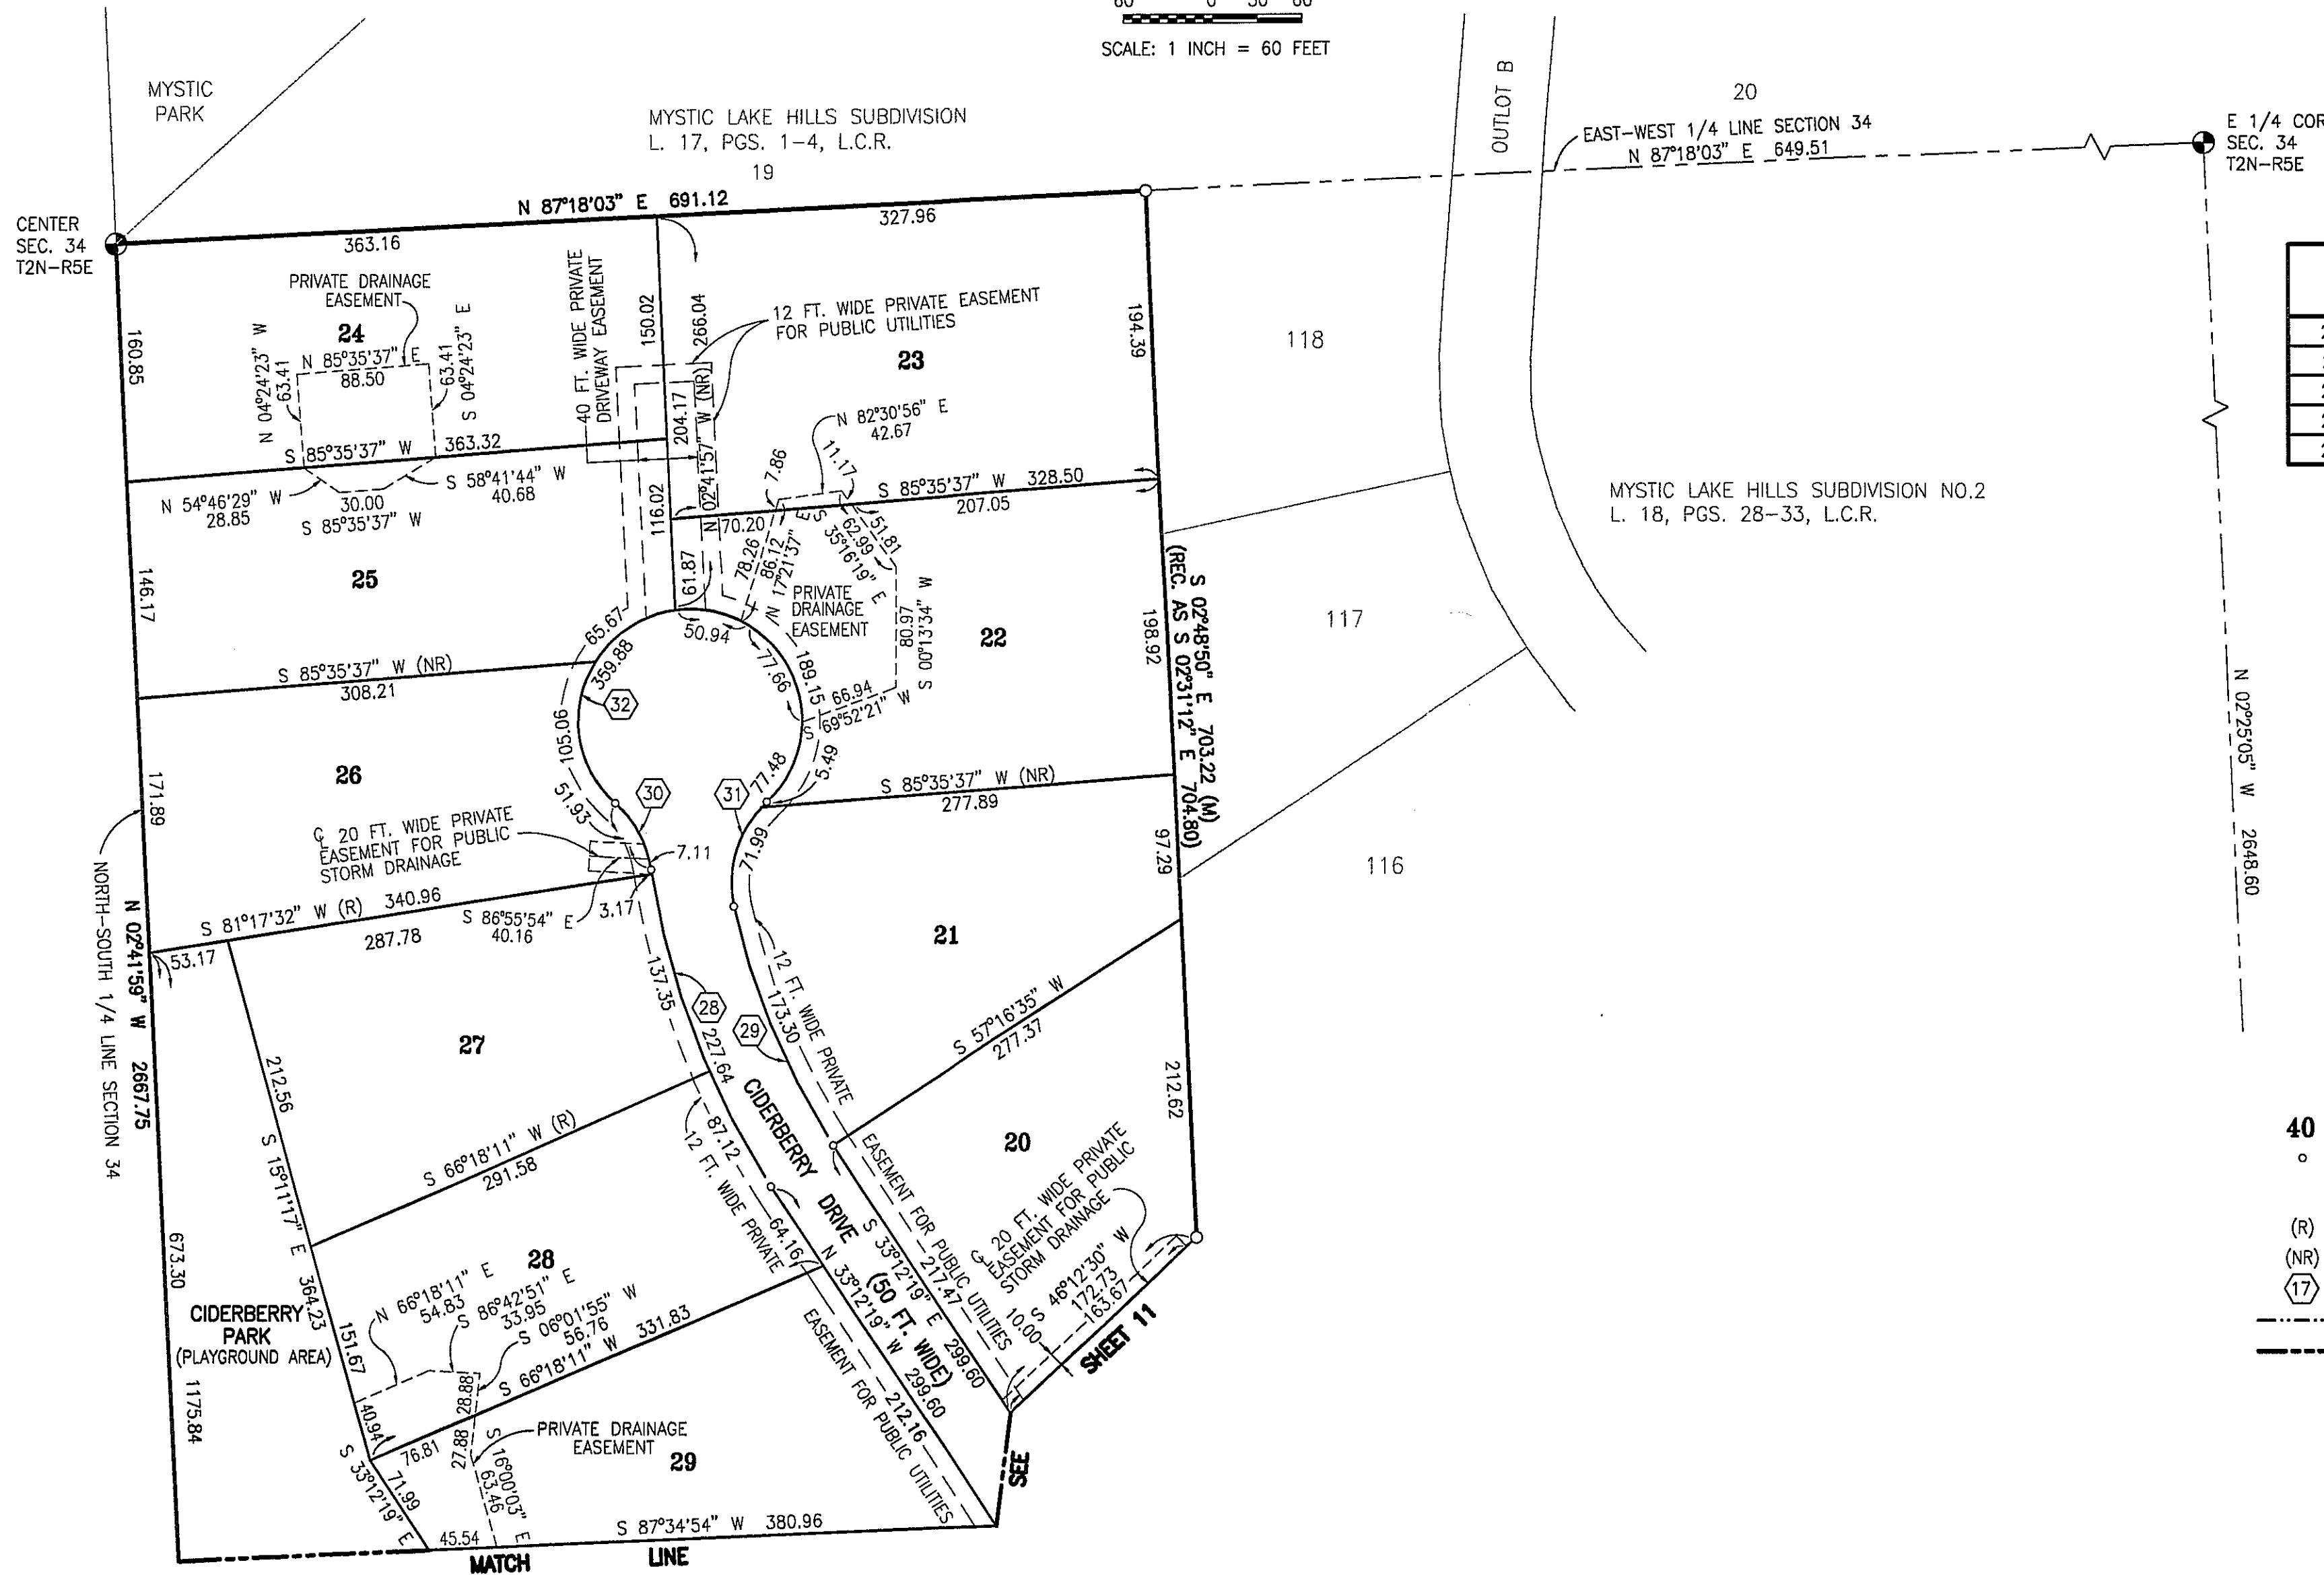 60 0 30 60
SCALE: 1 INCH = 60 FEET
MYSTIC
PARK
MYSTIC LAKE HILLS SUBDIVISION
L. 17, PGS. 1-4, L.C.R.
19
OUTLOT B
20
EAST-WEST 1/4 LINE SECTION 34
N 87°18'03" E 649.51
E 1/4 COR
SEC. 34
T2N-R5E
CENTER
SEC. 34
T2N-R5E
N 87°18'03" E 691.12
363.16
327.96
160.85
PRIVATE DRAINAGE
EASEMENT
24
N 04°24'23" W
63.41
N 85°35'37" E
88.50
63.41
S 04°24'23" E
40 FT. WIDE PRIVATE
DRIVEWAY EASEMENT
150.02
266.04
12 FT. WIDE PRIVATE EASEMENT
FOR PUBLIC UTILITIES
23
194.39
118
204.17
N 02°41'57" W (NR)
N 82°30'56" E
42.67
S 85°35'37" W 363.32
N 54°46'29" W
28.85
30.00
S 85°35'37" W
S 58°41'44" W
40.68
116.02
7.86
11.17
S 85°35'37" W 328.50
207.05
70.20
MYSTIC LAKE HILLS SUBDIVISION NO.2
L. 18, PGS. 28-33, L.C.R.
146.17
25
61.87
78.26
86.12
N 17°21'37" E
S 35°16'19" E
62.99
51.81
PRIVATE
DRAINAGE
EASEMENT
S 00°13'34" W
80.97
22
198.92
S 02°48'50" E 703.22 (M)
(REC. AS S 02°31'12" E 704.80)
117
65.67
50.94
S 85°35'37" W (NR)
308.21
359.88
32
77.66
189.15
66.94
S 69°52'21" W
N 02°25'05" W 2648.60
26
105.06
171.89
51.93
30
31
77.48
5.49
S 85°35'37" W (NR)
277.89
97.29
116
℄ 20 FT. WIDE PRIVATE
EASEMENT FOR PUBLIC
STORM DRAINAGE
7.11
71.99
S 81°17'32" W (R) 340.96
53.17
287.78
S 86°55'54" E
40.16
3.17
21
N 02°41'59" W 2667.75
NORTH-SOUTH 1/4 LINE SECTION 34
137.35
28
227.64
29
12 FT. WIDE PRIVATE
173.30
EASEMENT FOR PUBLIC UTILITIES
S 57°16'35" W
277.37
27
212.56
S 15°11'17" E 364.23
212.62
CIDERBERRY DRIVE (50 FT. WIDE)
87.12
12 FT. WIDE PRIVATE
EASEMENT FOR PUBLIC UTILITIES
S 66°18'11" W (R)
291.58
20
℄ 20 FT. WIDE PRIVATE
EASEMENT FOR PUBLIC
STORM DRAINAGE
40
(R)
(NR)
17
64.16
S 33°12'19" E 299.60
217.47
N 33°12'19" W 299.60
212.16
S 46°12'30" W
172.73
163.67
10.00
SHEET 11
673.30
28
N 66°18'11" E
54.83
S 86°42'51" E
33.95
S 06°01'55" W
56.76
S 66°18'11" W 331.83
CIDERBERRY
PARK
(PLAYGROUND AREA)
151.67
1175.84
28.88
40.94
76.81
27.88
PRIVATE DRAINAGE
EASEMENT
29
S 16°00'03" E
63.46
71.99
S 33°12'19" E
SEE
45.54
S 87°34'54" W 380.96
MATCH LINE